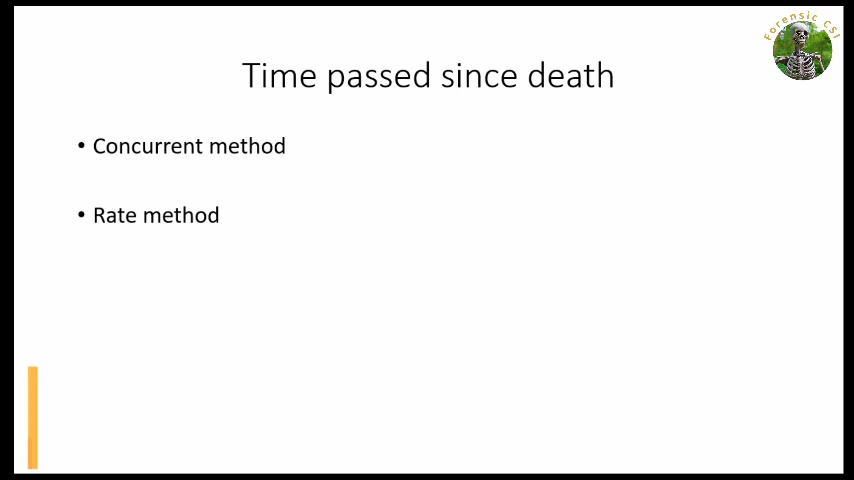 Forensic CSI
Time passed since death
• Concurrent method
• Rate method